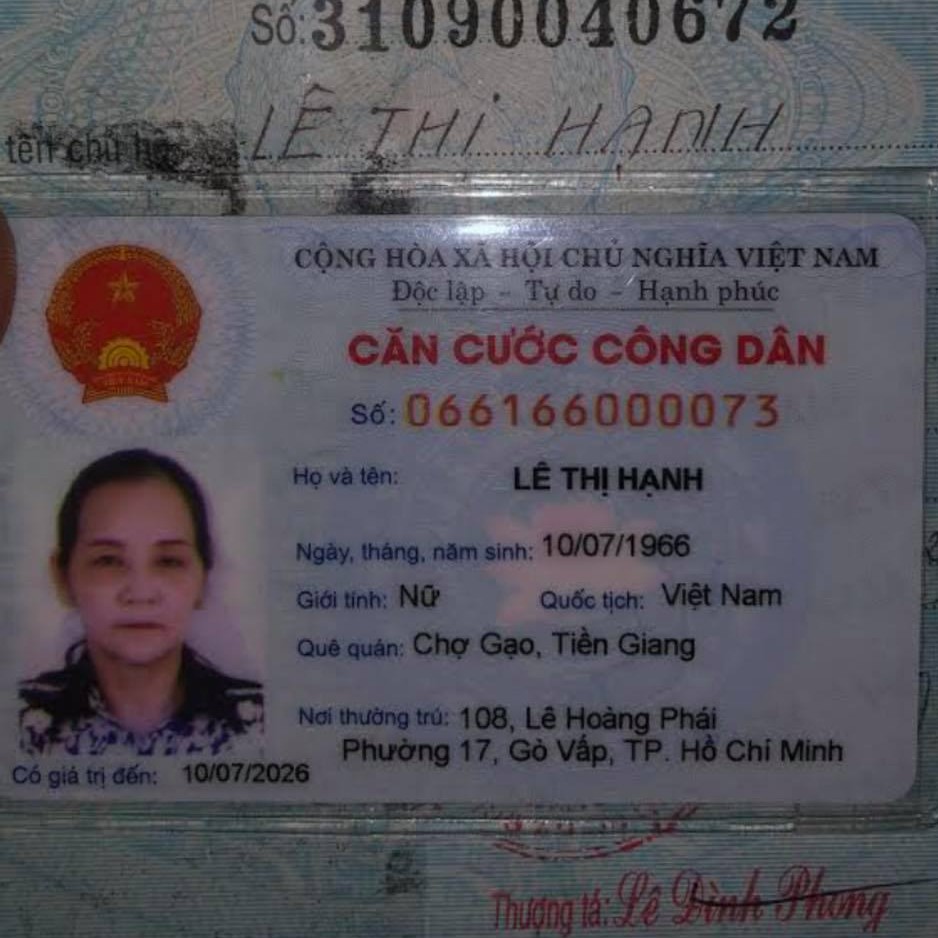 Số: 31090040672
tên chủ hộ: LÊ THỊ HẠNH
CỘNG HÒA XÃ HỘI CHỦ NGHĨA VIỆT NAM
Độc lập - Tự do - Hạnh phúc
CĂN CƯỚC CÔNG DÂN
Số: 066166000073
Họ và tên: LÊ THỊ HẠNH
Ngày, tháng, năm sinh: 10/07/1966
Giới tính: Nữ Quốc tịch: Việt Nam
Quê quán: Chợ Gạo, Tiền Giang
Nơi thường trú: 108, Lê Hoàng Phái
Phường 17, Gò Vấp, TP. Hồ Chí Minh
Có giá trị đến: 10/07/2026
Thượng tá: Lê Đình Phong